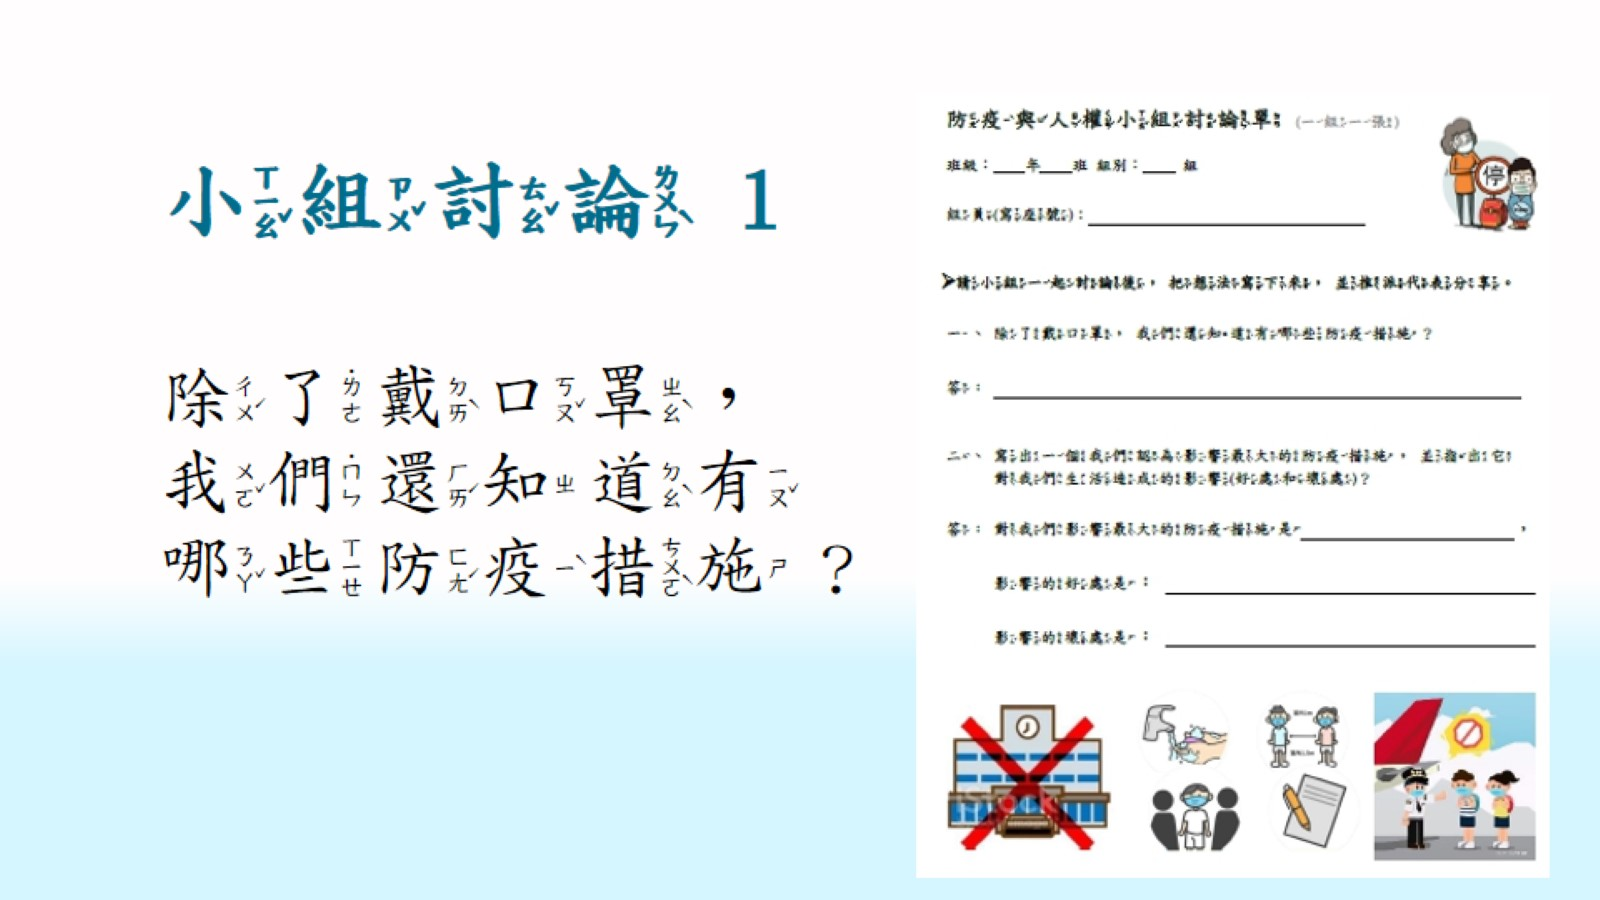 小組討論 1
除了戴口罩，
我們還知道有
哪些防疫措施？
防疫與人權小組討論單 (一組一張)
班級：____年____班 組別：____ 組
組員(寫座號)：
➤請小組一起討論後，把想法寫下來，並推派代表分享。
一、 除了戴口罩，我們還知道有哪些防疫措施？
答：
二、 寫出一個我們認為影響最大的防疫措施，並指出它
對我們生活造成的影響(好處和壞處)？
答： 對我們影響最大的防疫措施是，
影響的好處是：
影響的壞處是：
停
iStock